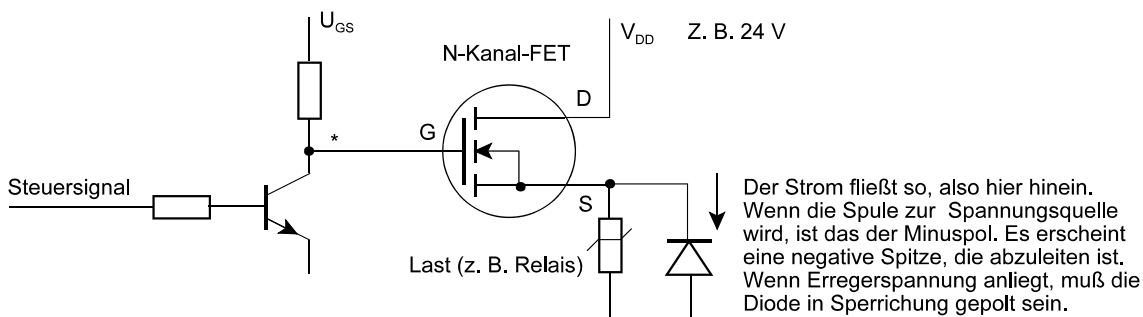 U_GS
V_DD Z. B. 24 V
N-Kanal-FET
D
G
*
S
Steuersignal
Last (z. B. Relais)
Der Strom fließt so, also hier hinein.
Wenn die Spule zur Spannungsquelle
wird, ist das der Minuspol. Es erscheint
eine negative Spitze, die abzuleiten ist.
Wenn Erregerspannung anliegt, muß die
Diode in Sperrichung gepolt sein.